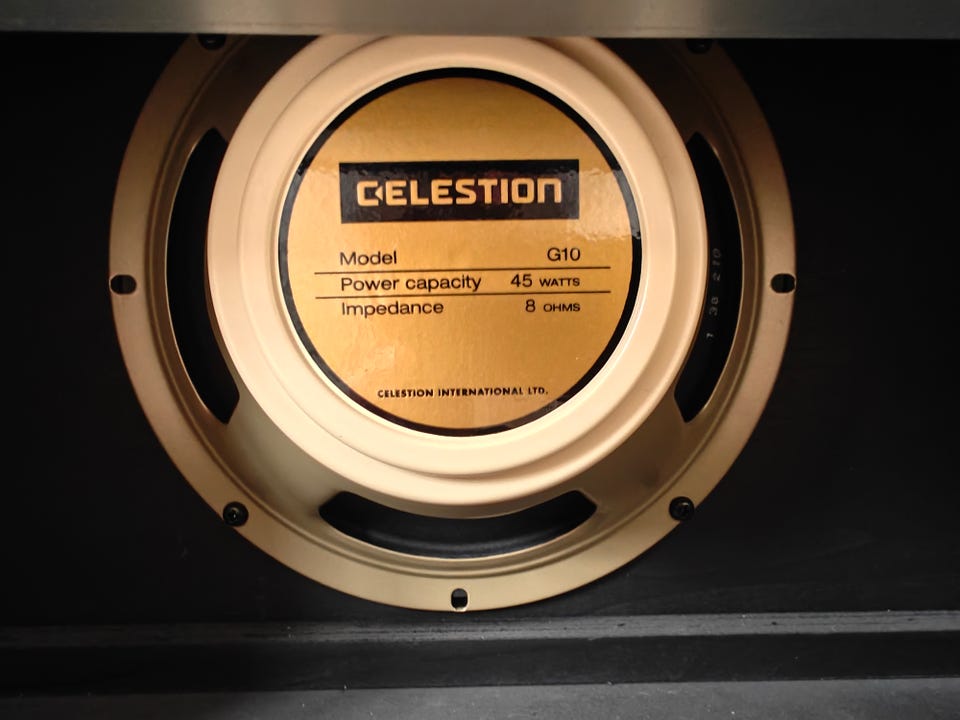 CELESTION
Model G10
Power capacity 45 WATTS
Impedance 8 OHMS
CELESTION INTERNATIONAL LTD.